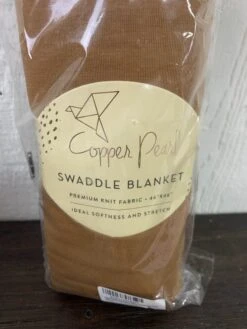 Copper Pearl
SWADDLE BLANKET
PREMIUM KNIT FABRIC •
IDEAL SOFTNESS AND STRETCH